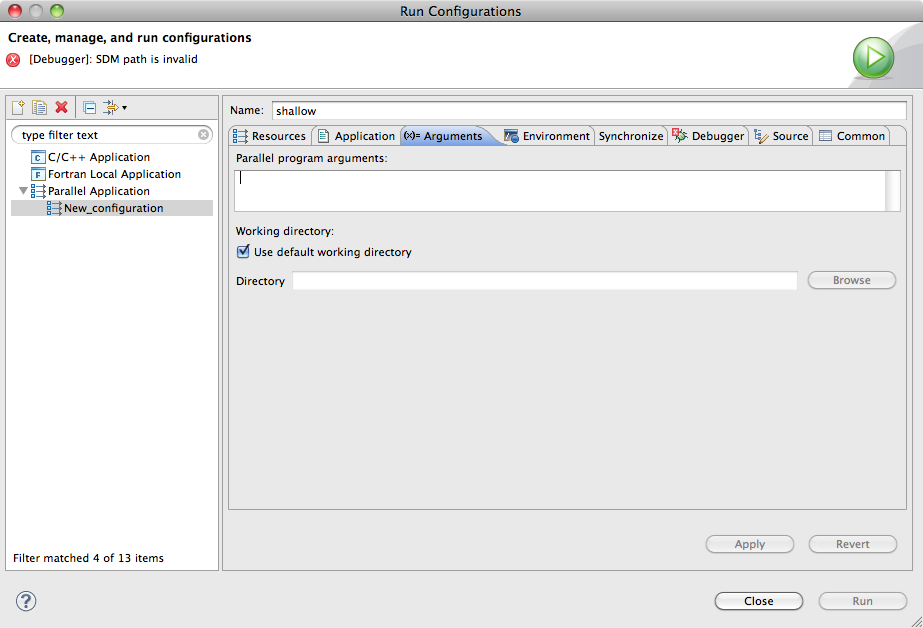 Run Configurations
Create, manage, and run configurations
[Debugger]: SDM path is invalid
type filter text
C/C++ Application
Fortran Local Application
Parallel Application
New_configuration
Filter matched 4 of 13 items
Name: shallow
Resources Application (x)= Arguments Environment Synchronize Debugger Source Common
Parallel program arguments:
Working directory:
Use default working directory
Directory Browse
Apply Revert
? Close Run